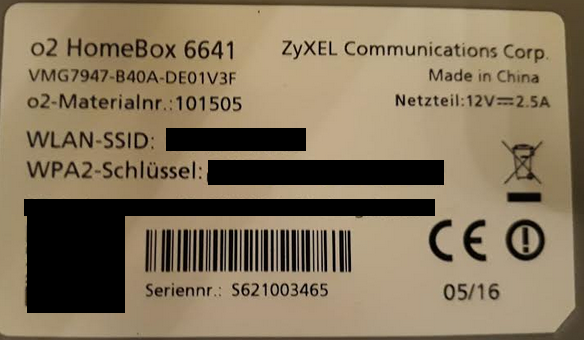 o2 HomeBox 6641 ZyXEL Communications Corp.
VMG7947-B40A-DE01V3F Made in China
o2-Materialnr.:101505 Netzteil:12V⎓2.5A
WLAN-SSID:
WPA2-Schlüssel:
CE
Seriennr.: S621003465
05/16